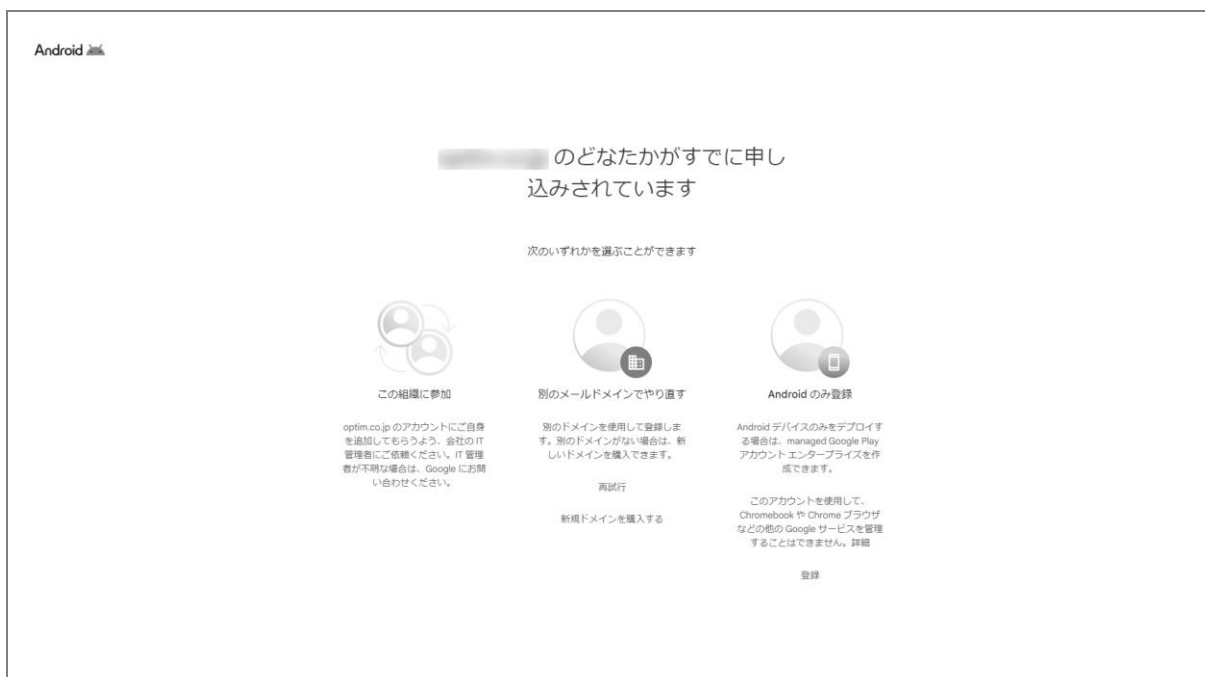 Android
のどなたかがすでに申し
込みされています
次のいずれかを選ぶことができます
この組織に参加
optim.co.jp のアカウントにご自身
を追加してもらうよう、会社の IT
管理者にご依頼ください。IT 管理
者が不明な場合は、Google にお問
い合わせください。
別のメールドメインでやり直す
別のドメインを使用して登録しま
す。別のドメインがない場合は、新
しいドメインを購入できます。
再試行
新規ドメインを購入する
Android のみ登録
Android デバイスのみをデプロイす
る場合は、managed Google Play
アカウント エンタープライズを作
成できます。
このアカウントを使用して、
Chromebook や Chrome ブラウザ
などの他の Google サービスを管理
することはできません。詳細
登録